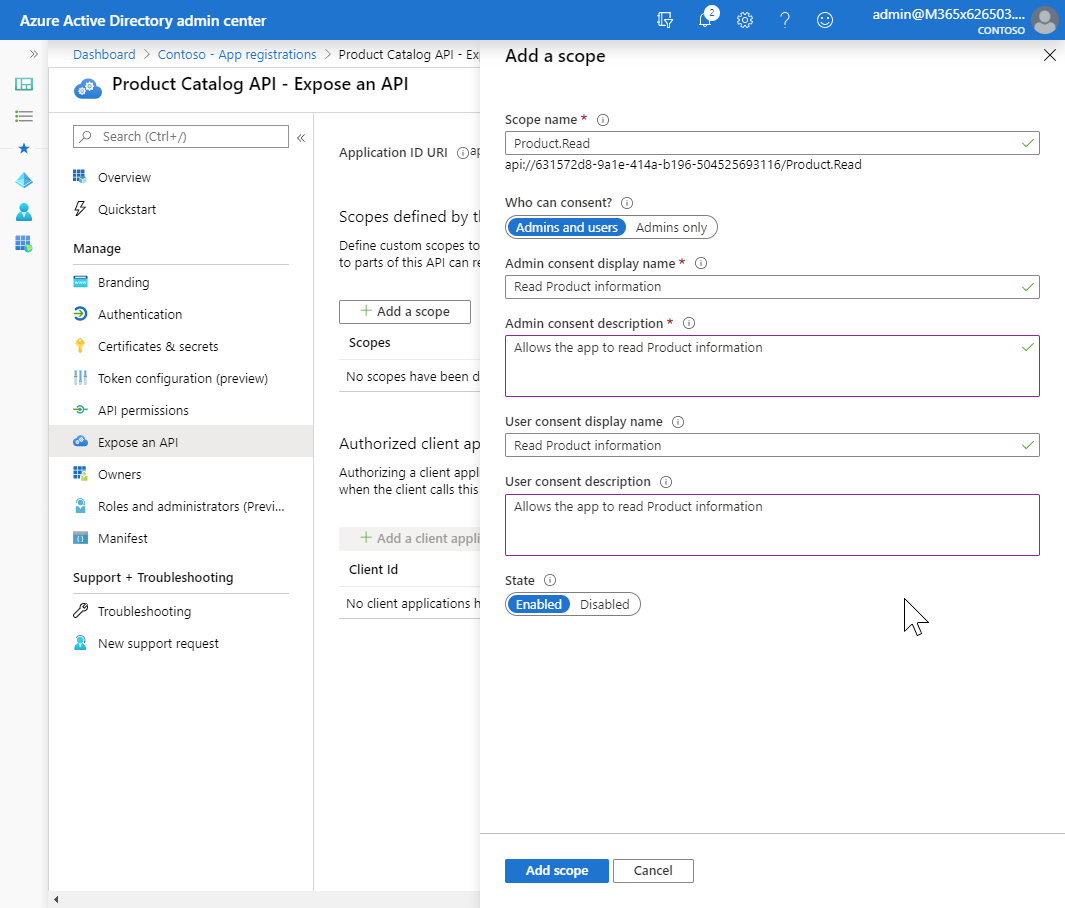 Azure Active Directory admin center
2
admin@M365x626503....
CONTOSO
Dashboard > Contoso - App registrations > Product Catalog API - Ex
Product Catalog API - Expose an API
Search (Ctrl+/)
Overview
Quickstart
Manage
Branding
Authentication
Certificates & secrets
Token configuration (preview)
API permissions
Expose an API
Owners
Roles and administrators (Previ...
Manifest
Support + Troubleshooting
Troubleshooting
New support request
Application ID URI ap
Scopes defined by t
Define custom scopes to
to parts of this API can re
+ Add a scope
Scopes
No scopes have been d
Authorized client ap
Authorizing a client appl
when the client calls this
+ Add a client appli
Client Id
No client applications h
Add a scope
Scope name *
Product.Read
api://631572d8-9a1e-414a-b196-504525693116/Product.Read
Who can consent?
Admins and users Admins only
Admin consent display name *
Read Product information
Admin consent description *
Allows the app to read Product information
User consent display name
Read Product information
User consent description
Allows the app to read Product information
State
Enabled Disabled
Add scope Cancel